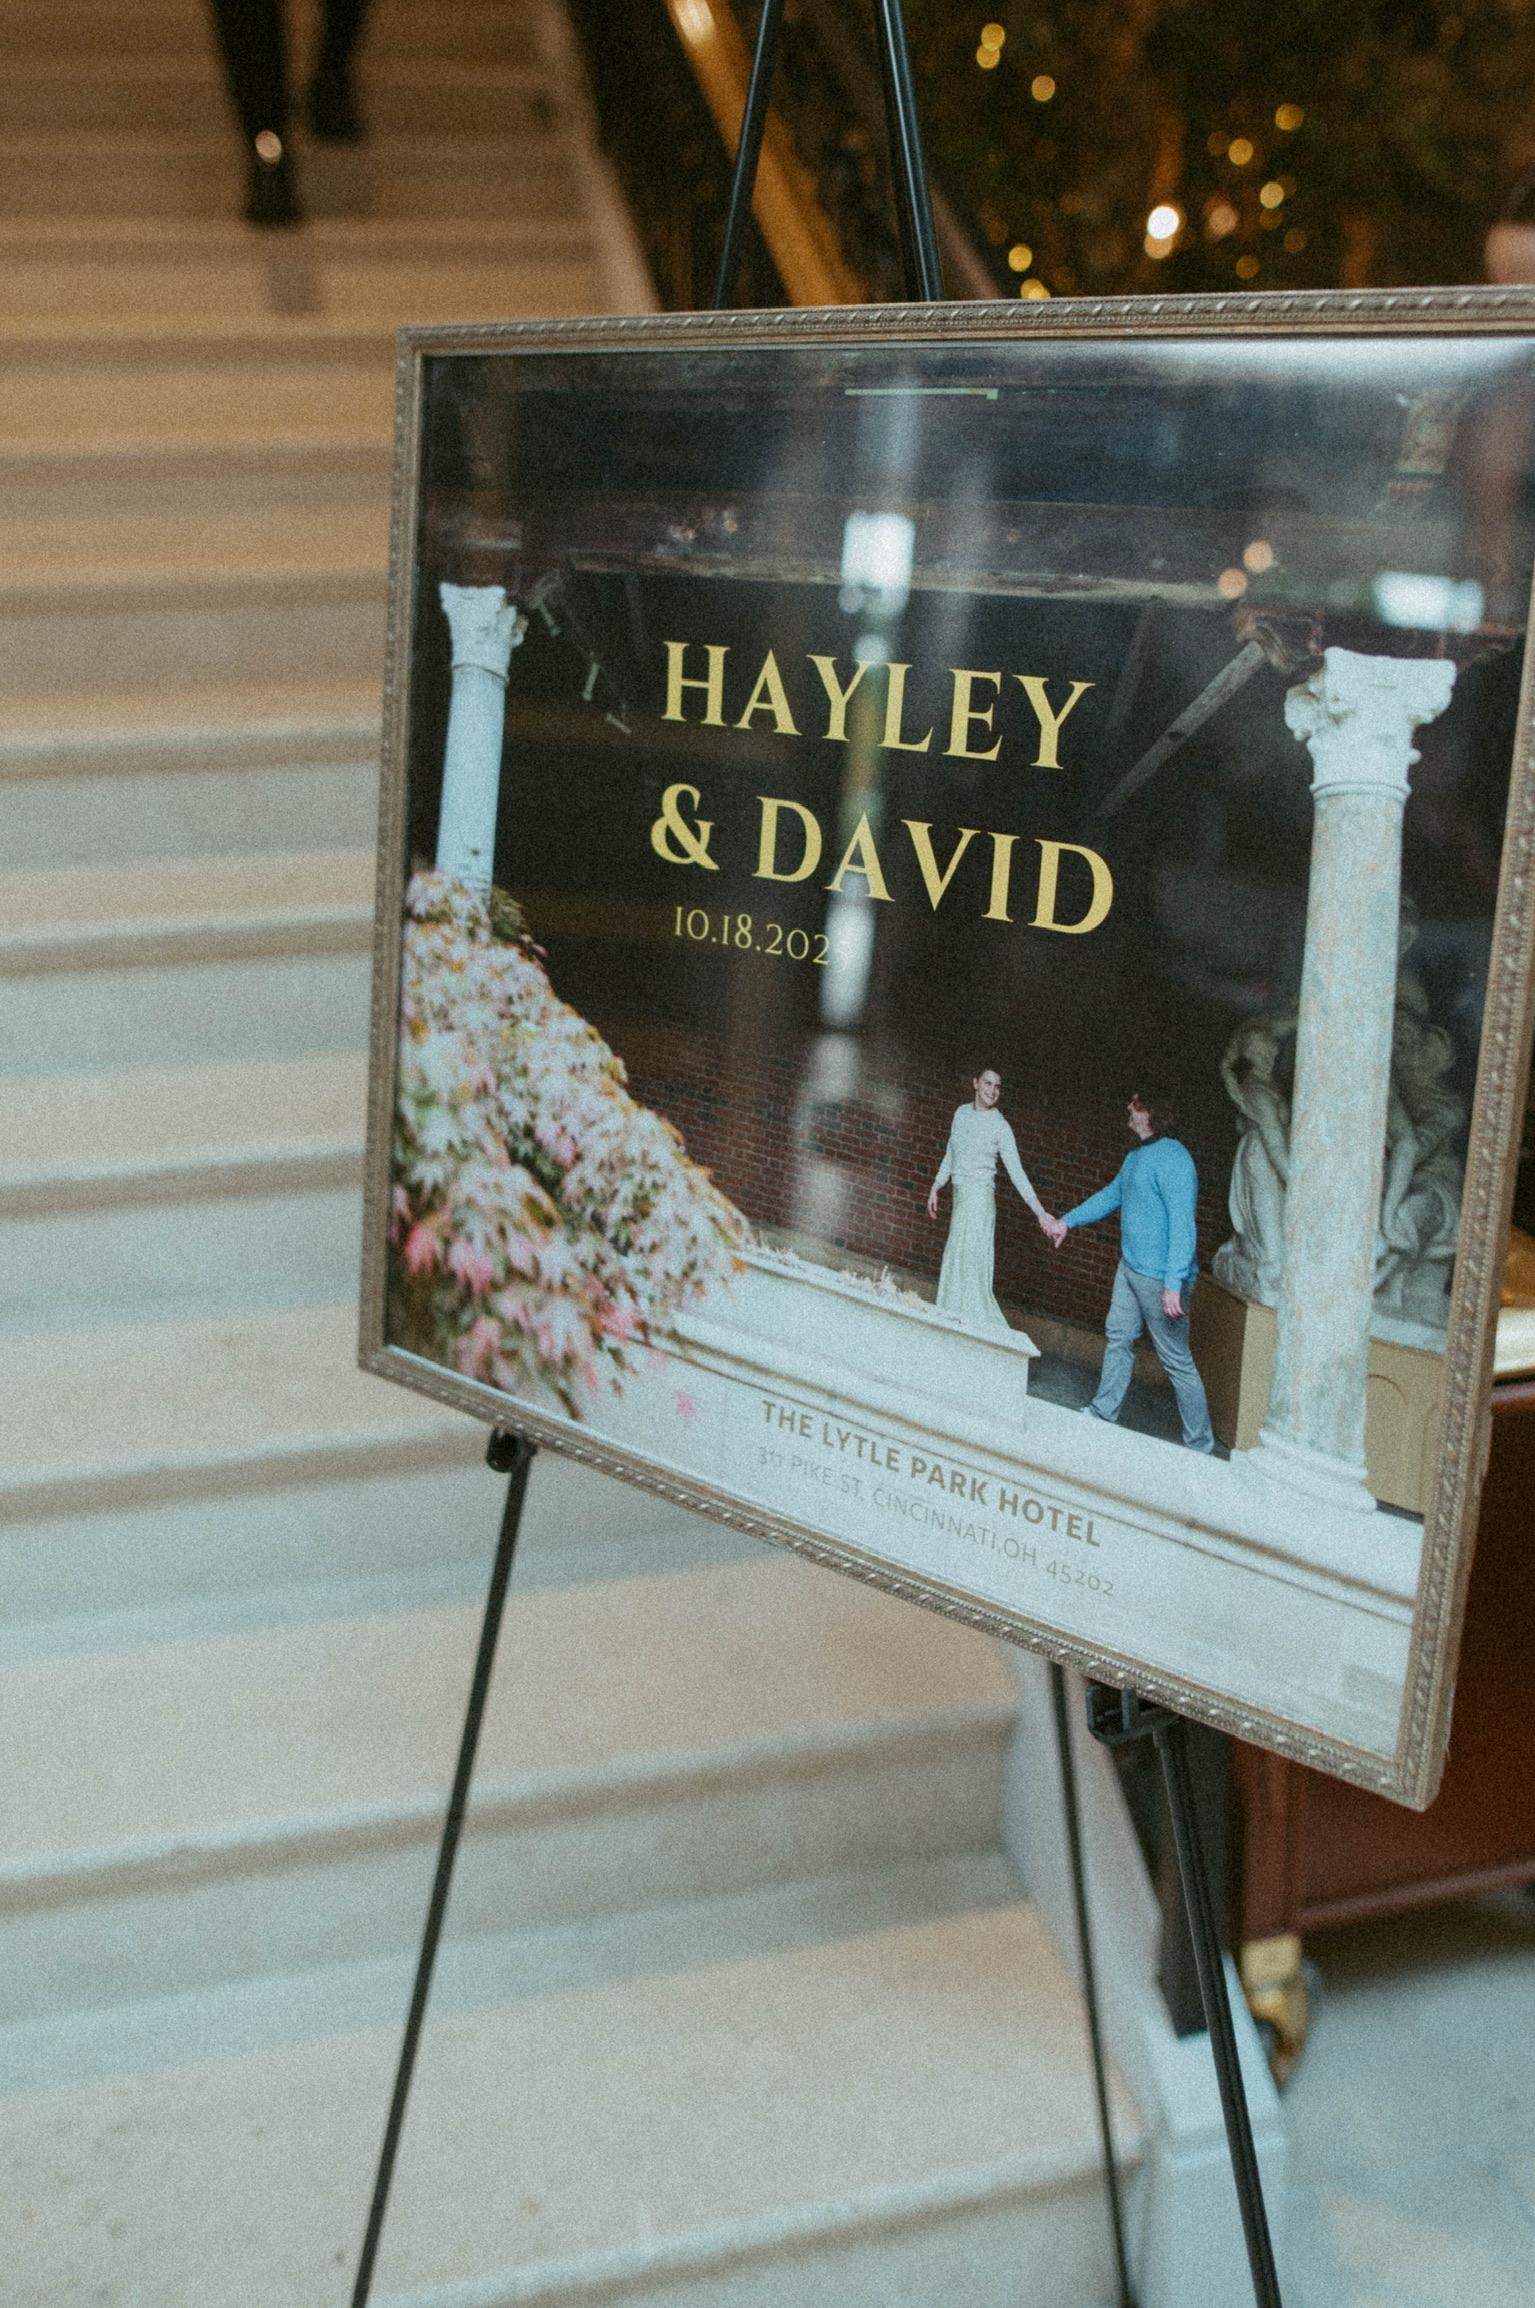 HAYLEY
& DAVID
THE LYTLE PARK HOTEL
311 PIKE ST. CINCINNATI,OH 45202